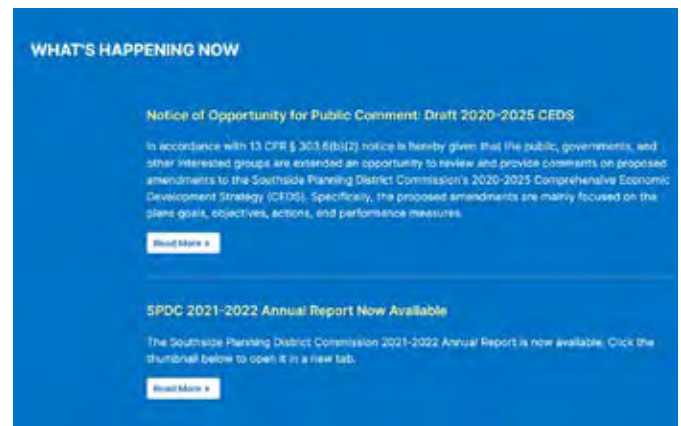 WHAT'S HAPPENING NOW
Notice of Opportunity for Public Comment: Draft 2020-2025 CEDS
In accordance with 13 CFR § 303.6(b)(2) notice is hereby given that the public, governments, and
other interested groups are extended an opportunity to review and provide comments on proposed
amendments to the Southside Planning District Commission's 2020-2025 Comprehensive Economic
Development Strategy (CEDS). Specifically, the proposed amendments are mainly focused on the
plans goals, objectives, actions, and performance measures.
Read More »
SPDC 2021-2022 Annual Report Now Available
The Southside Planning District Commission 2021-2022 Annual Report is now available. Click the
thumbnail below to open it in a new tab.
Read More »